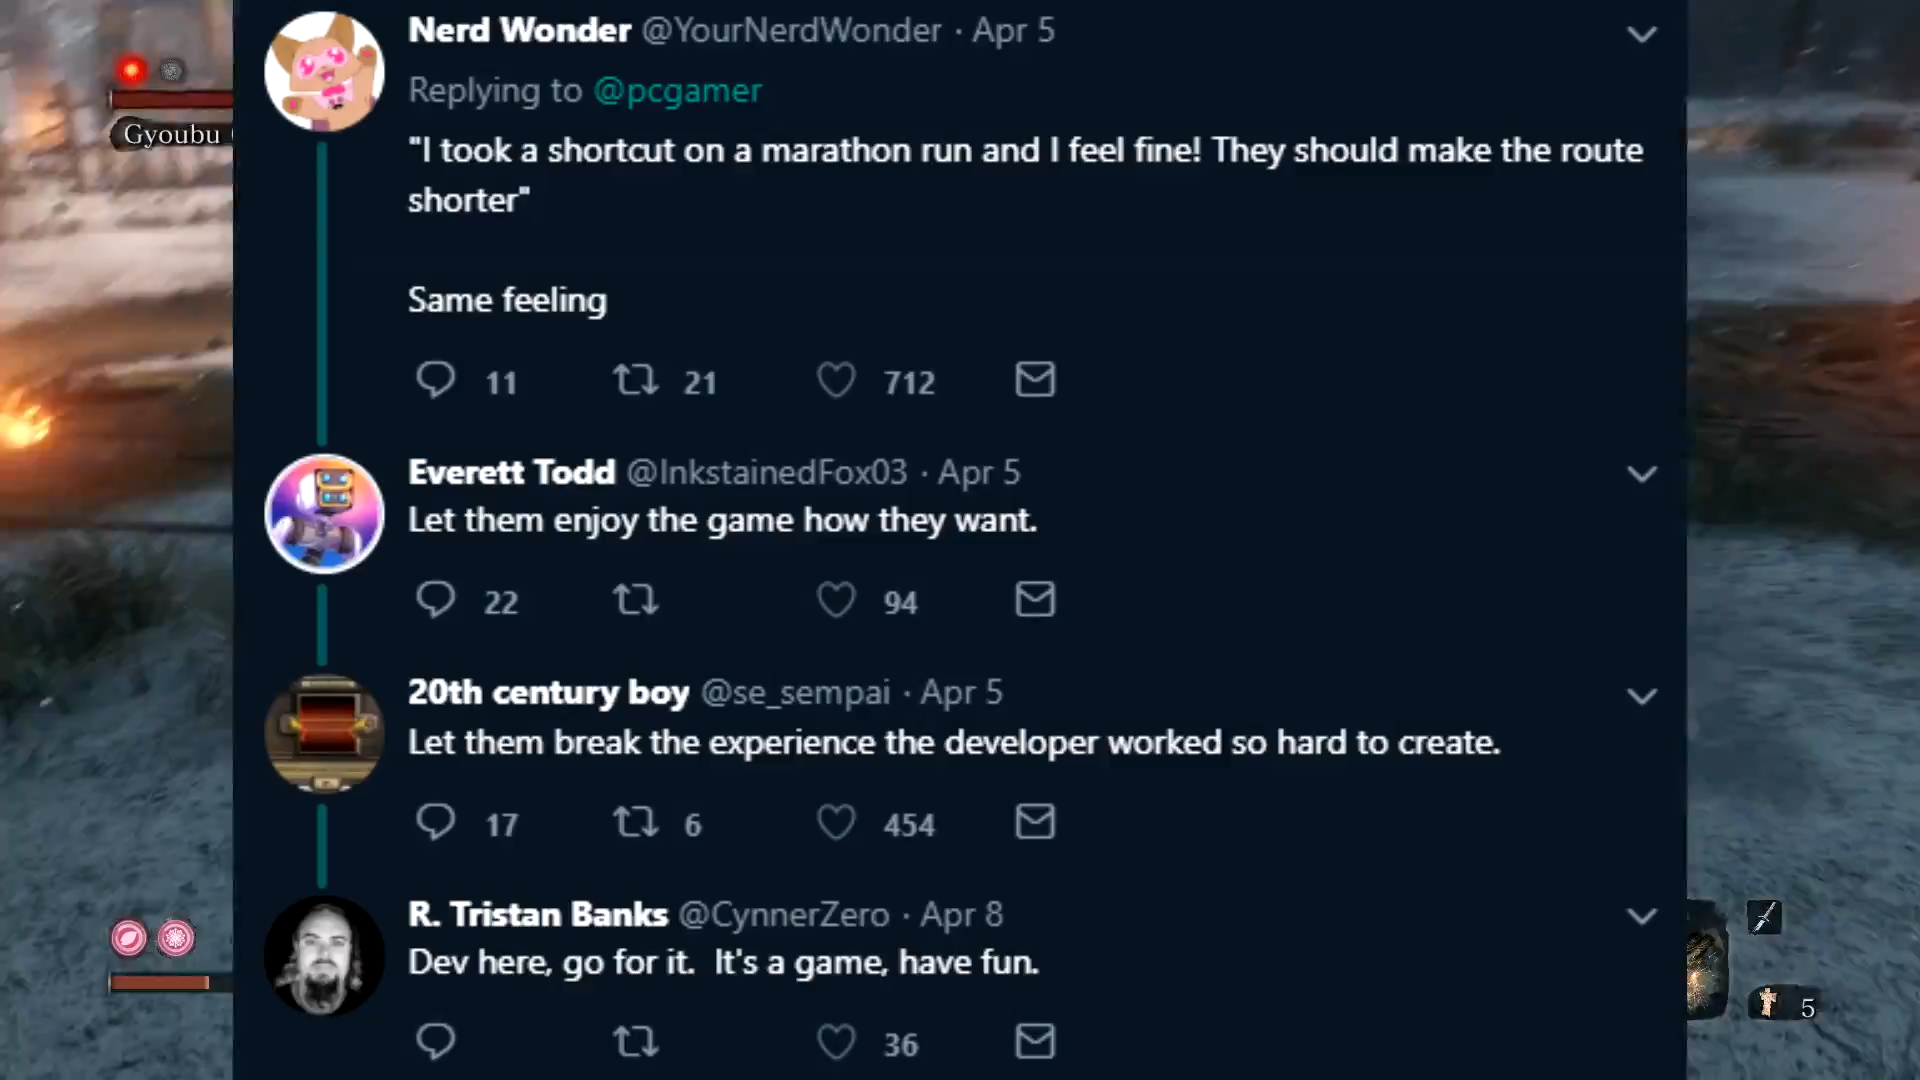 Nerd Wonder @YourNerdWonder · Apr 5
Replying to @pcgamer
"I took a shortcut on a marathon run and I feel fine! They should make the route
shorter"
Same feeling
11 21 712
Everett Todd @InkstainedFox03 · Apr 5
Let them enjoy the game how they want.
22 94
20th century boy @se_sempai · Apr 5
Let them break the experience the developer worked so hard to create.
17 6 454
R. Tristan Banks @CynnerZero · Apr 8
Dev here, go for it.  It's a game, have fun.
36
Gyoubu
5